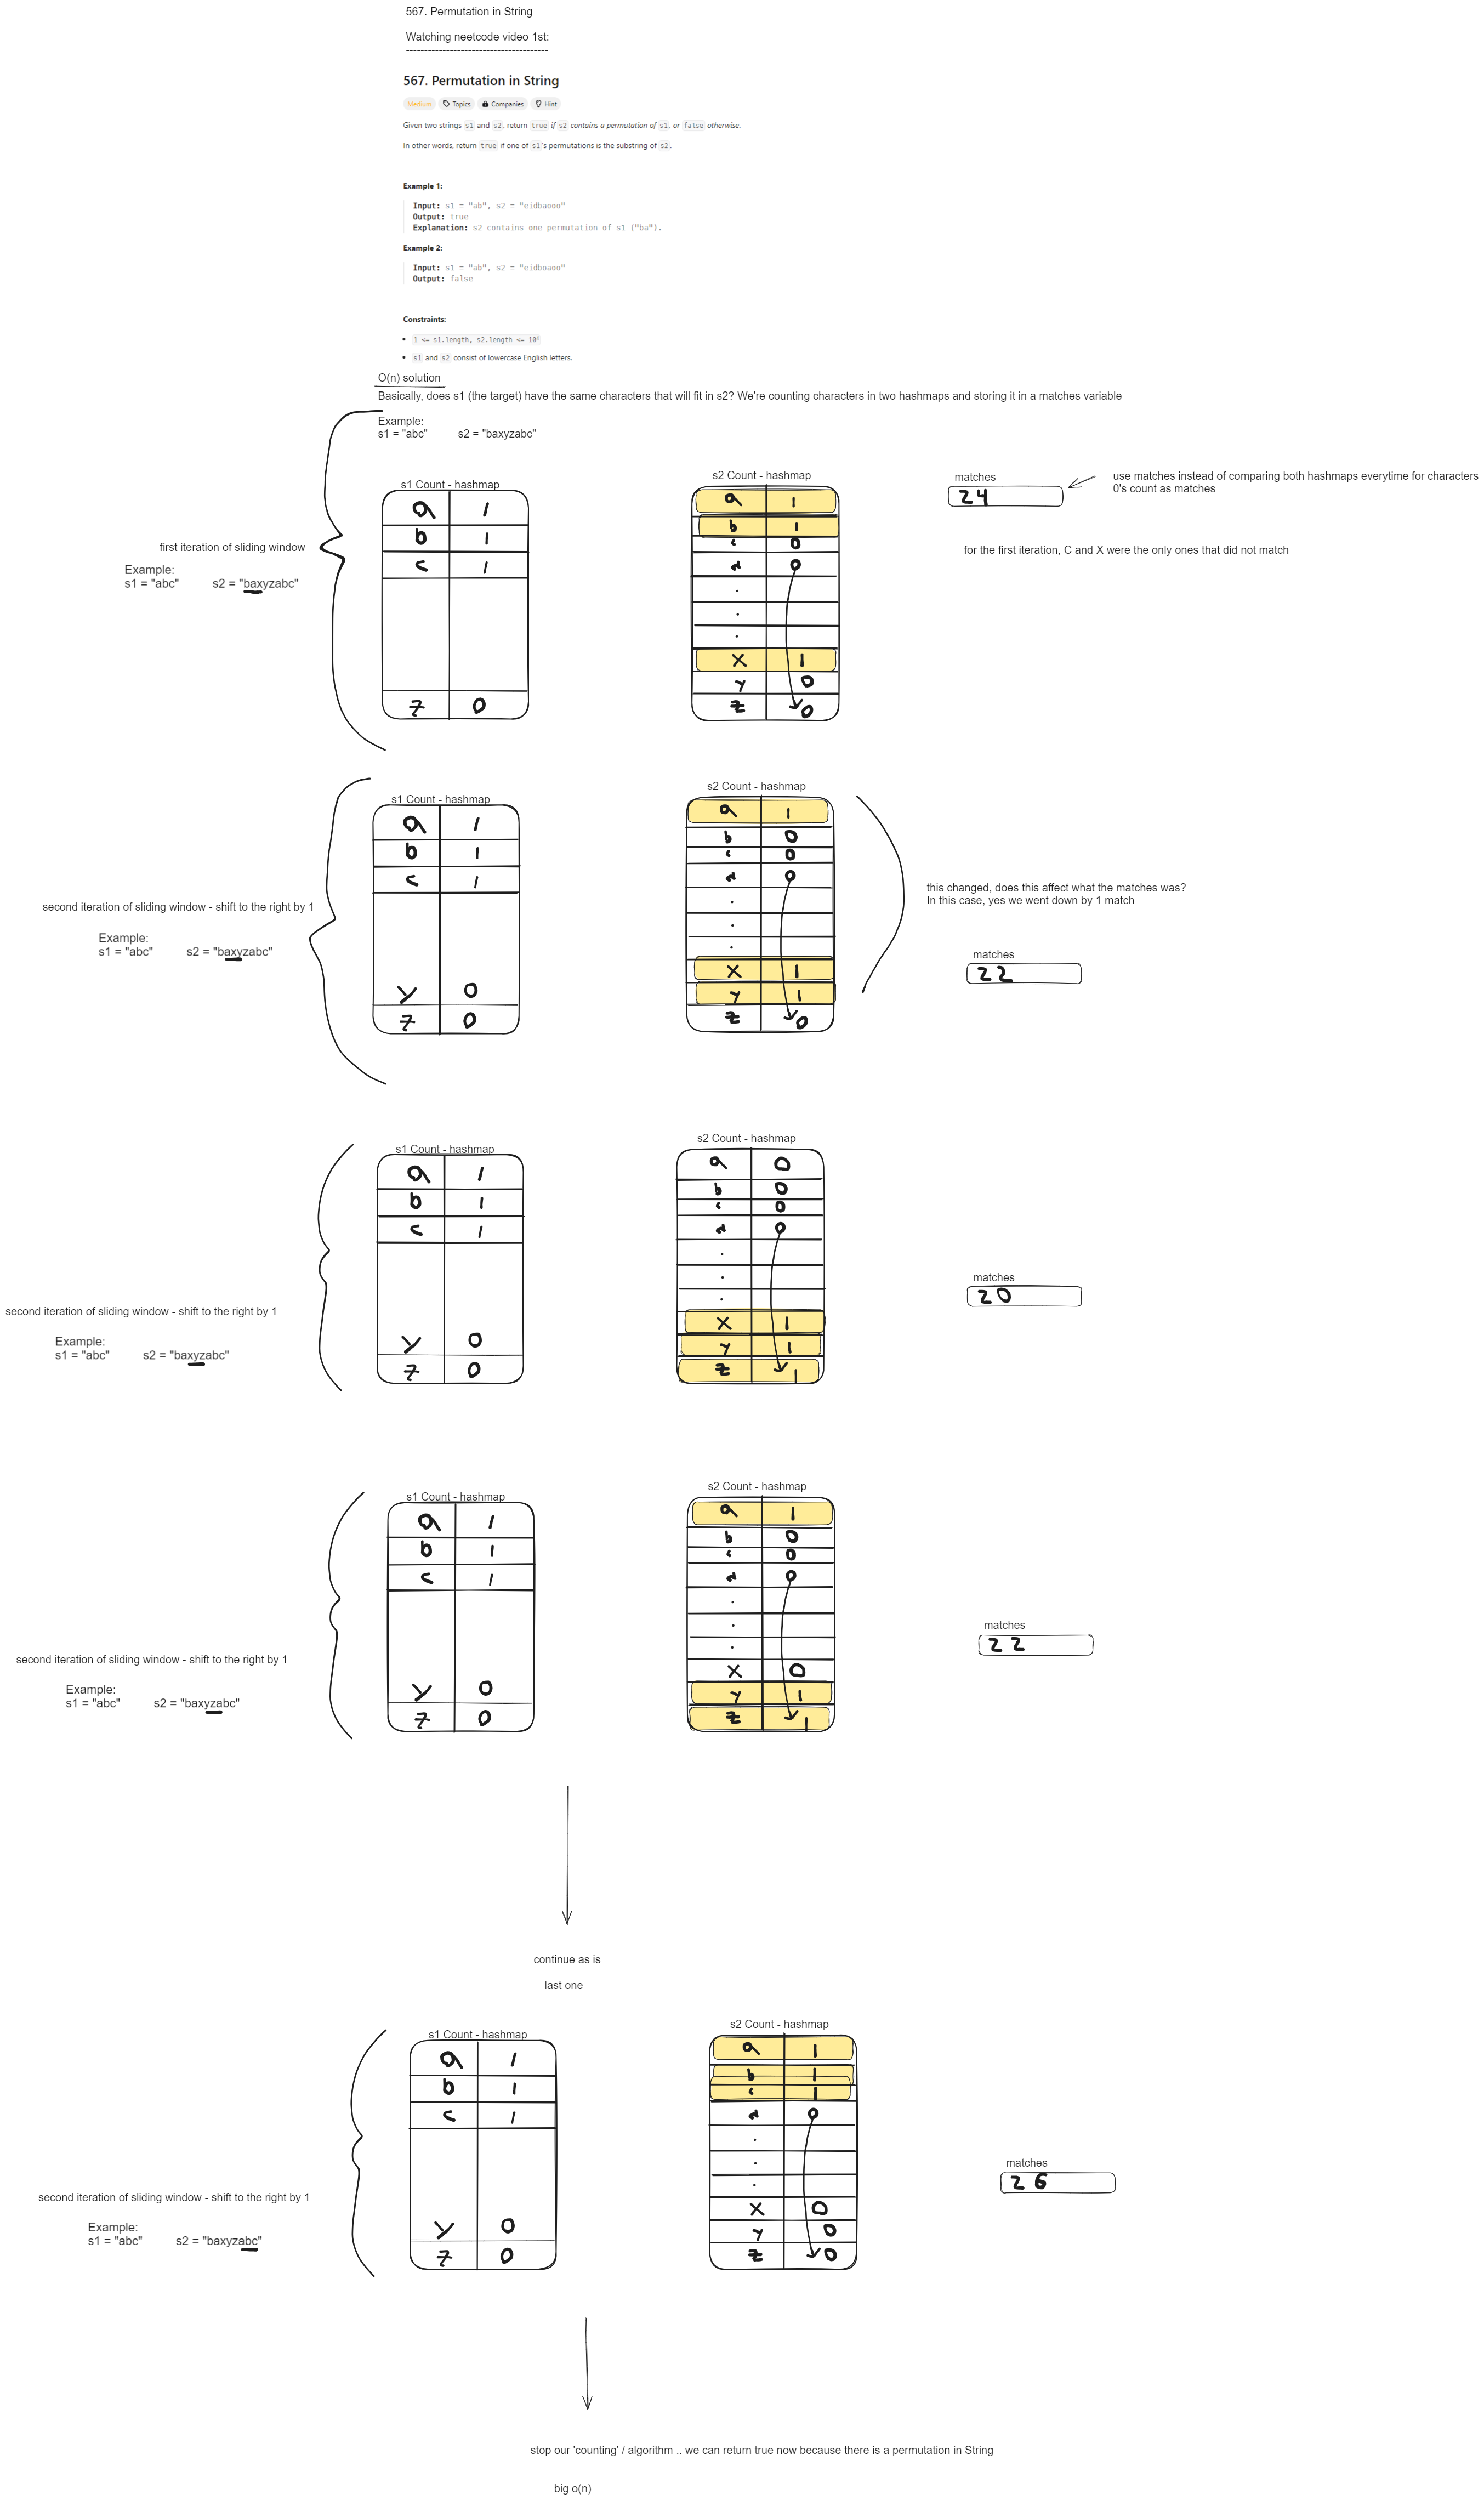 567. Permutation in String
Watching neetcode video 1st:
---------------------------------------
567. Permutation in String
Medium Topics Companies Hint
Given two strings s1 and s2, return true if s2 contains a permutation of s1, or false otherwise.
In other words, return true if one of s1's permutations is the substring of s2.
Example 1:
Input: s1 = "ab", s2 = "eidbaooo"
Output: true
Explanation: s2 contains one permutation of s1 ("ba").
Example 2:
Input: s1 = "ab", s2 = "eidboaoo"
Output: false
Constraints:
• 1 <= s1.length, s2.length <= 10⁴
• s1 and s2 consist of lowercase English letters.
O(n) solution
Basically, does s1 (the target) have the same characters that will fit in s2? We're counting characters in two hashmaps and storing it in a matches variable
Example:
s1 = "abc" s2 = "baxyzabc"
first iteration of sliding window
Example:
s1 = "abc" s2 = "baxyzabc"
s1 Count - hashmap
a 1
b 1
c 1
z 0
s2 Count - hashmap
a 1
b 1
c 0
d 0
.
.
.
x 1
y 0
z 0
matches
24
use matches instead of comparing both hashmaps everytime for characters
0's count as matches
for the first iteration, C and X were the only ones that did not match
second iteration of sliding window - shift to the right by 1
Example:
s1 = "abc" s2 = "baxyzabc"
s1 Count - hashmap
a 1
b 1
c 1
y 0
z 0
s2 Count - hashmap
a 1
b 0
c 0
d 0
.
.
.
x 1
y 1
z 0
this changed, does this affect what the matches was?
In this case, yes we went down by 1 match
matches
22
second iteration of sliding window - shift to the right by 1
Example:
s1 = "abc" s2 = "baxyzabc"
s1 Count - hashmap
a 1
b 1
c 1
y 0
z 0
s2 Count - hashmap
a 0
b 0
c 0
d 0
.
.
.
x 1
y 1
z 1
matches
20
second iteration of sliding window - shift to the right by 1
Example:
s1 = "abc" s2 = "baxyzabc"
s1 Count - hashmap
a 1
b 1
c 1
y 0
z 0
s2 Count - hashmap
a 1
b 0
c 0
d 0
.
.
.
x 0
y 1
z 1
matches
22
continue as is
last one
second iteration of sliding window - shift to the right by 1
Example:
s1 = "abc" s2 = "baxyzabc"
s1 Count - hashmap
a 1
b 1
c 1
y 0
z 0
s2 Count - hashmap
a 1
b 1
c 1
d 0
.
.
.
x 0
y 0
z 0
matches
26
stop our 'counting' / algorithm .. we can return true now because there is a permutation in String
big o(n)